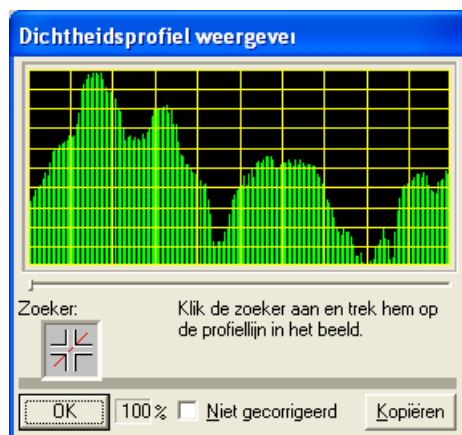 Dichtheidsprofiel weergever
Zoeker:
Klik de zoeker aan en trek hem op
de profiellijn in het beeld.
OK
100 %
Niet gecorrigeerd
Kopiëren